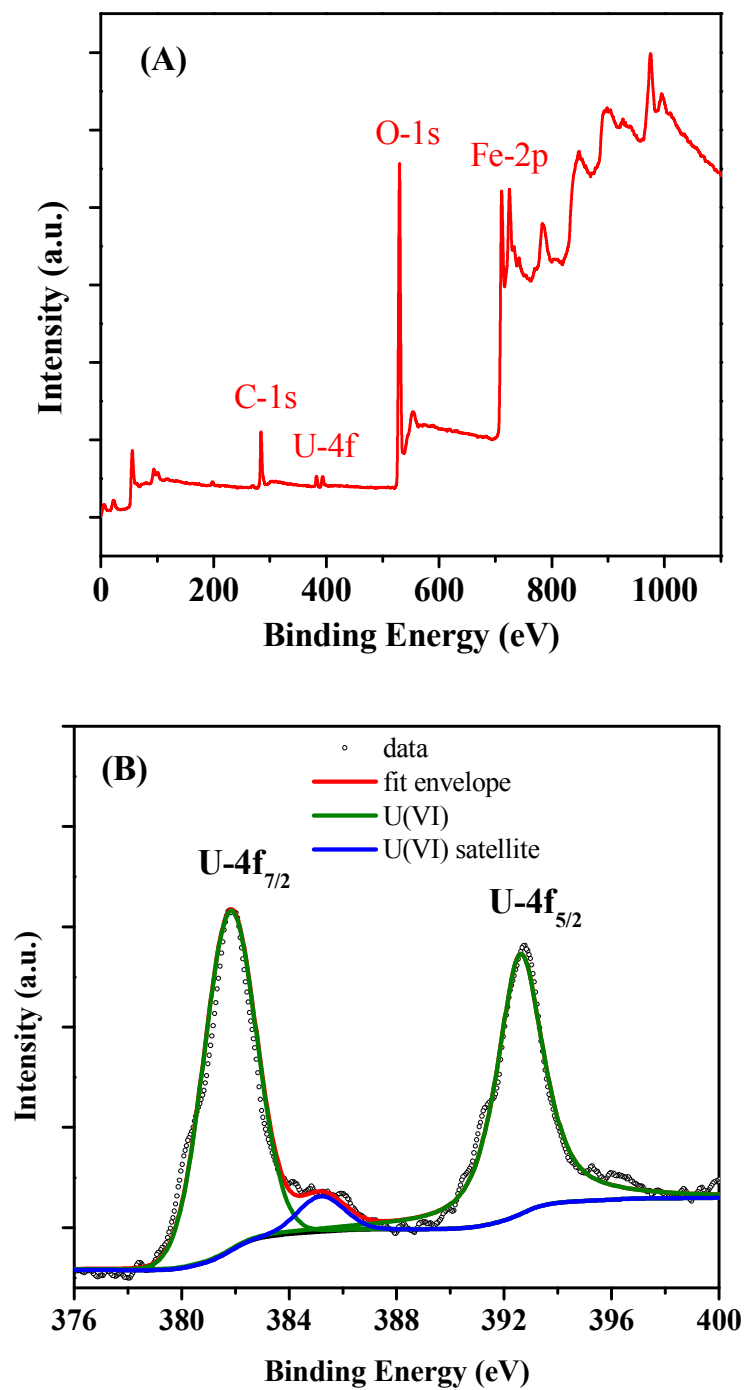 (A)
O-1s
Fe-2p
C-1s
U-4f
Intensity (a.u.)
0 200 400 600 800 1000
Binding Energy (eV)
(B)
data
fit envelope
U(VI)
U(VI) satellite
U-4f7/2
U-4f5/2
Intensity (a.u.)
376 380 384 388 392 396 400
Binding Energy (eV)